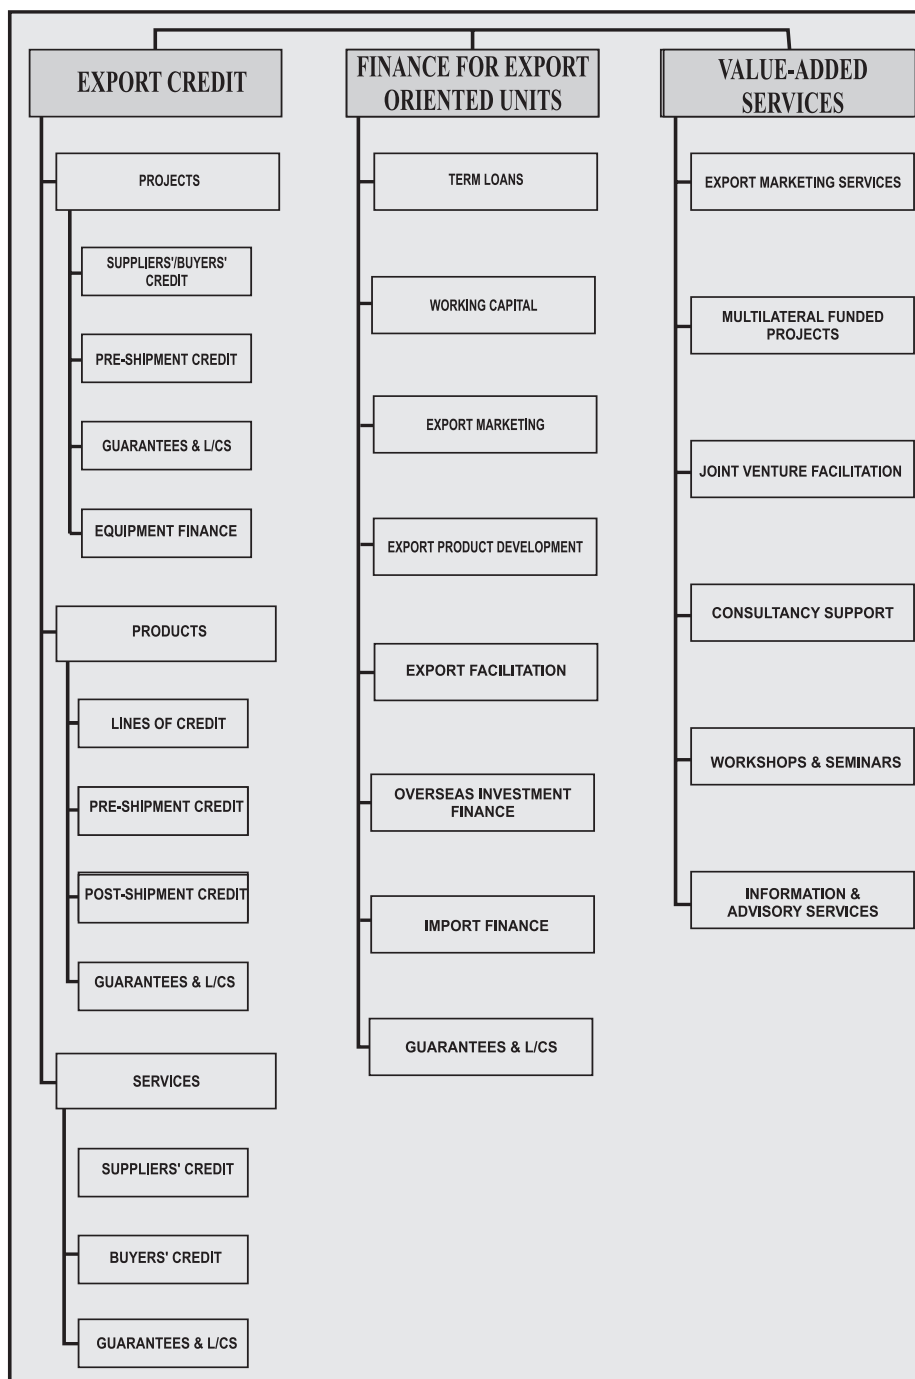 EXPORT CREDIT
PROJECTS
SUPPLIERS'/BUYERS'
CREDIT
PRE-SHIPMENT CREDIT
GUARANTEES & L/CS
EQUIPMENT FINANCE
PRODUCTS
LINES OF CREDIT
PRE-SHIPMENT CREDIT
POST-SHIPMENT CREDIT
GUARANTEES & L/CS
SERVICES
SUPPLIERS' CREDIT
BUYERS' CREDIT
GUARANTEES & L/CS
FINANCE FOR EXPORT
ORIENTED UNITS
TERM LOANS
WORKING CAPITAL
EXPORT MARKETING
EXPORT PRODUCT DEVELOPMENT
EXPORT FACILITATION
OVERSEAS INVESTMENT
FINANCE
IMPORT FINANCE
GUARANTEES & L/CS
VALUE-ADDED
SERVICES
EXPORT MARKETING SERVICES
MULTILATERAL FUNDED
PROJECTS
JOINT VENTURE FACILITATION
CONSULTANCY SUPPORT
WORKSHOPS & SEMINARS
INFORMATION &
ADVISORY SERVICES